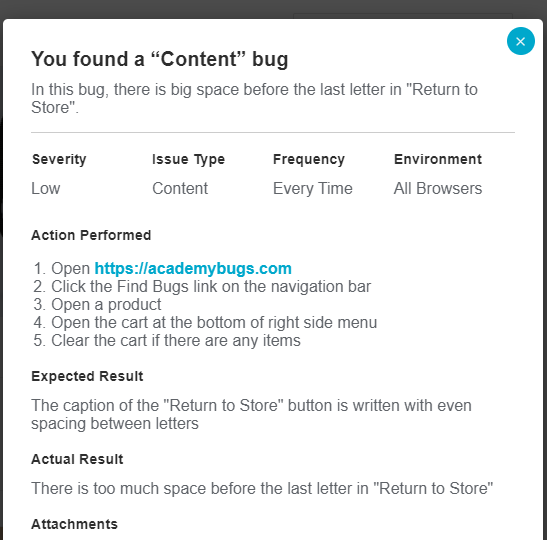 You found a “Content” bug
In this bug, there is big space before the last letter in "Return to
Store".
Severity Issue Type Frequency Environment
Low Content Every Time All Browsers
Action Performed
1. Open https://academybugs.com
2. Click the Find Bugs link on the navigation bar
3. Open a product
4. Open the cart at the bottom of right side menu
5. Clear the cart if there are any items
Expected Result
The caption of the "Return to Store" button is written with even
spacing between letters
Actual Result
There is too much space before the last letter in "Return to Store"
Attachments